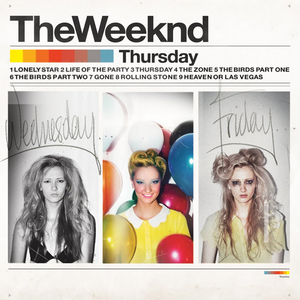 TheWeeknd
Thursday
1 LONELY STAR 2 LIFE OF THE PARTY 3 THURSDAY 4 THE ZONE 5 THE BIRDS PART ONE
6 THE BIRDS PART TWO 7 GONE 8 ROLLING STONE 9 HEAVEN OR LAS VEGAS
Wednesday
Friday